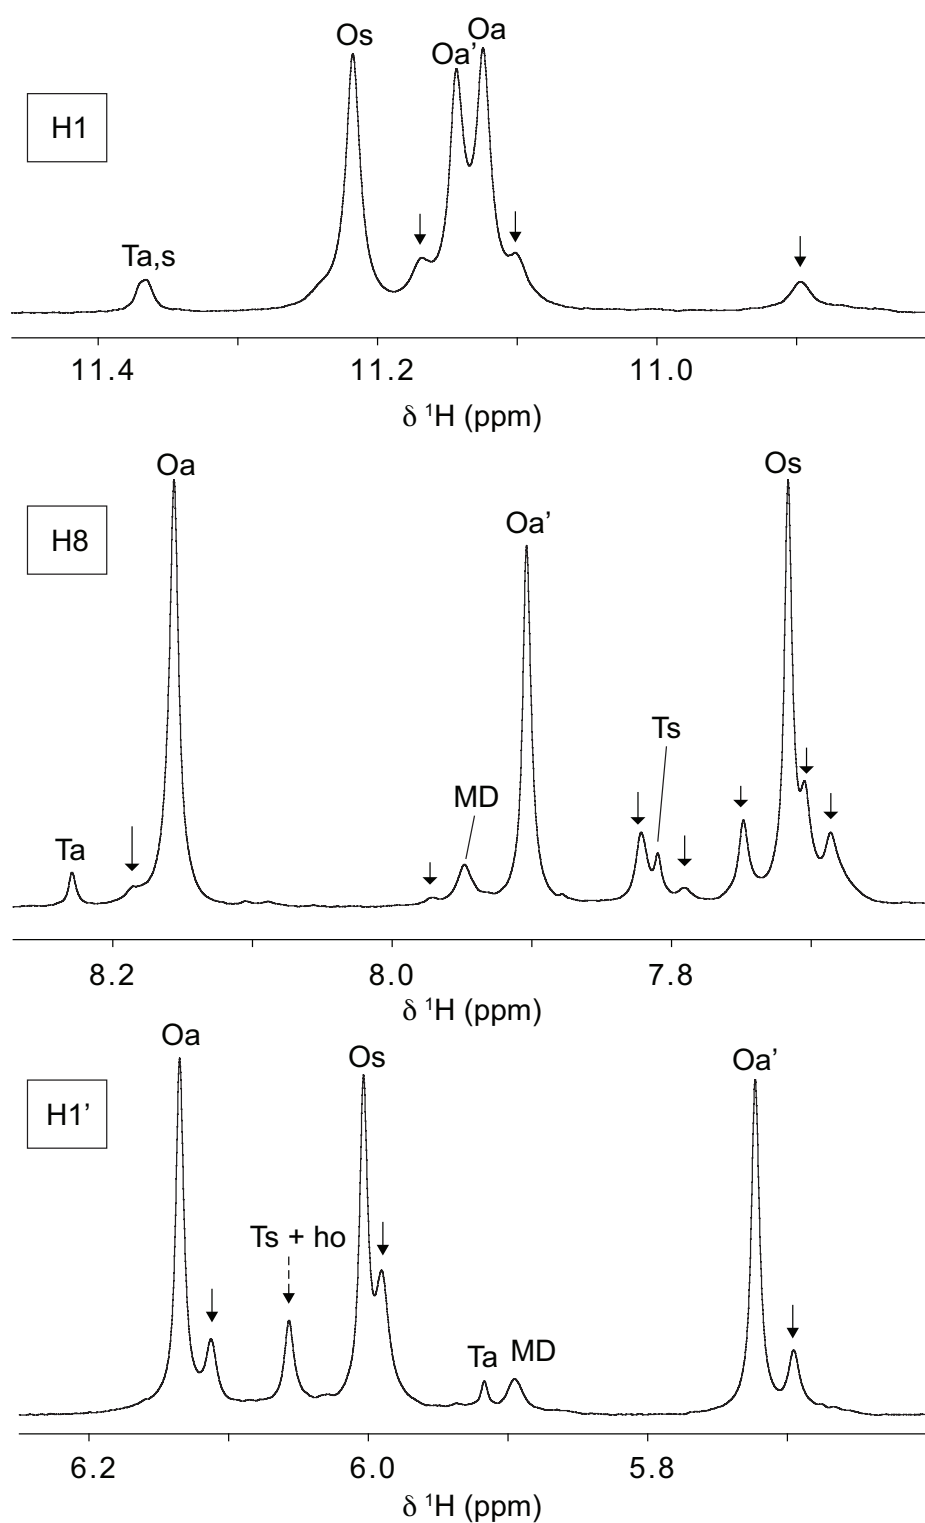 Os
Oa' Oa
H1
Ta,s
11.4 11.2 11.0
δ ¹H (ppm)
Oa
Os
H8
Oa'
Ts
MD
Ta
8.2 8.0 7.8
δ ¹H (ppm)
Oa
Os
Oa'
H1'
Ts + ho
Ta MD
6.2 6.0 5.8
δ ¹H (ppm)